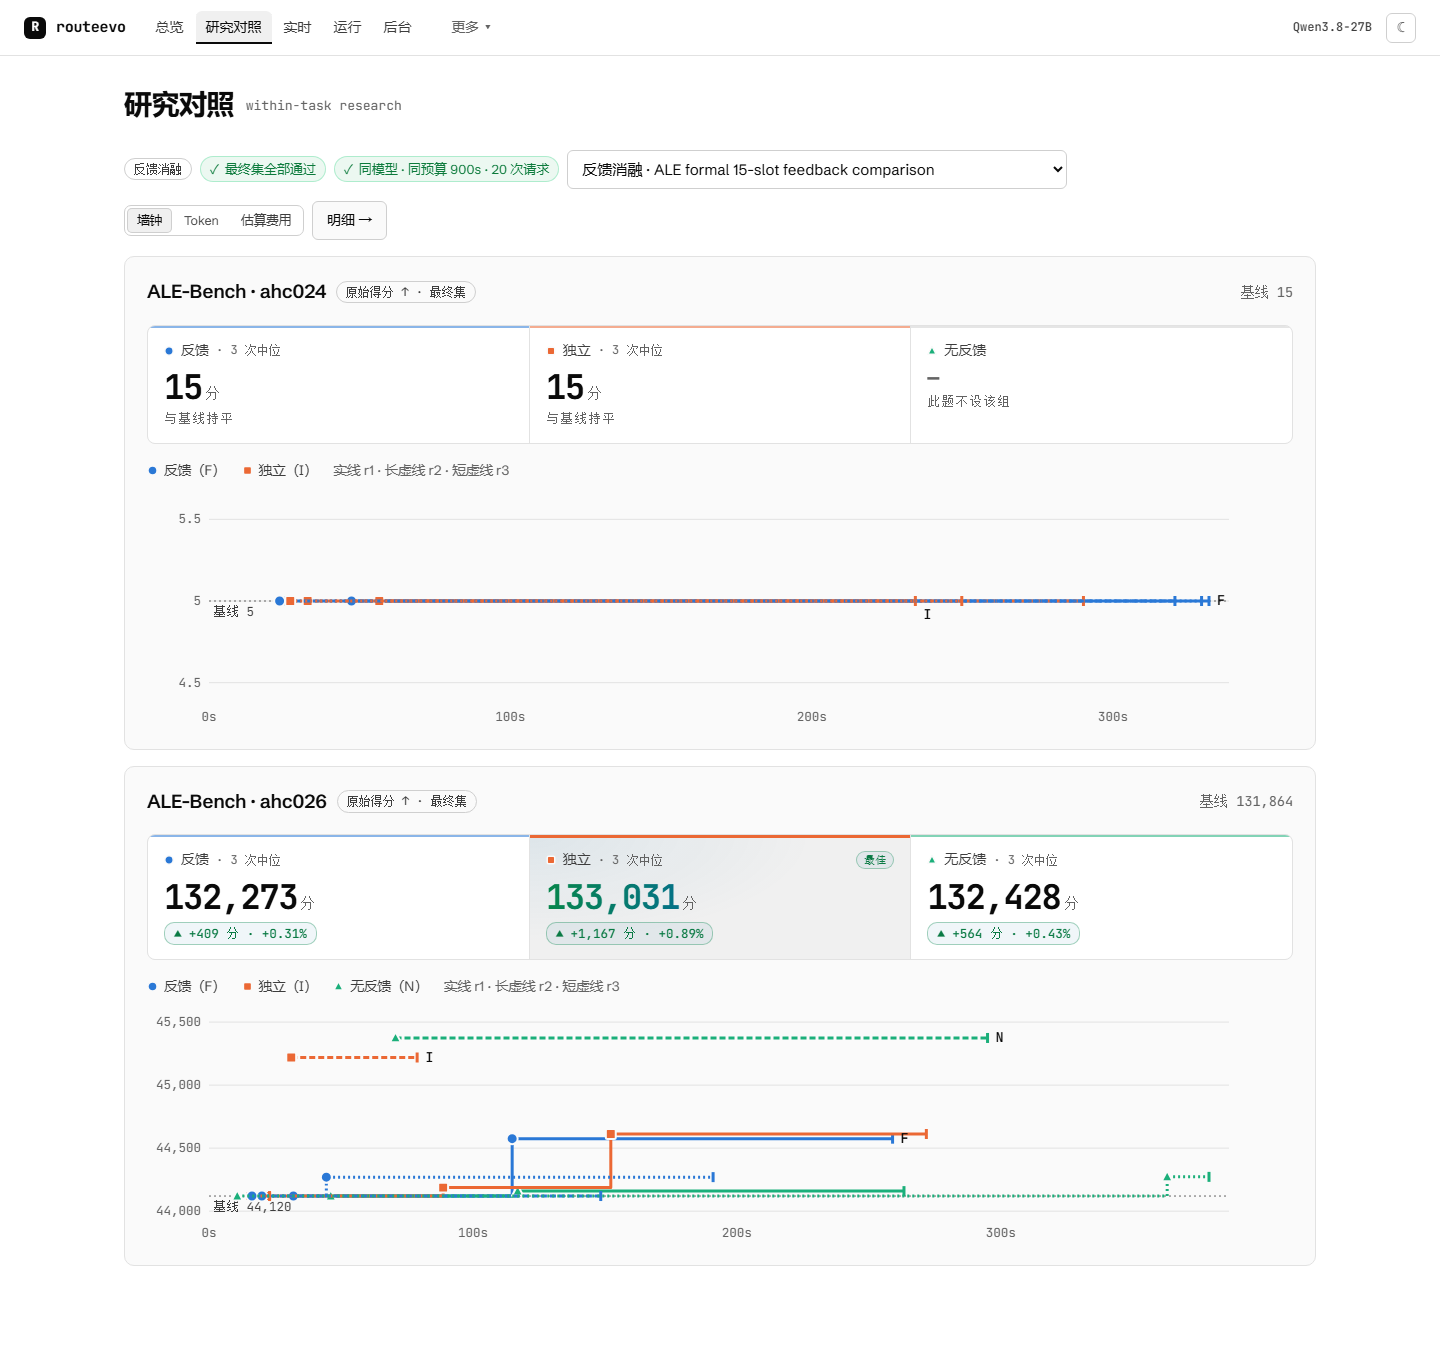 R routeevo 总览 研究对照 实时 运行 后台 更多 ▾ Qwen3.8-27B ☾
研究对照 within-task research
反馈消融 ✓ 最终集全部通过 ✓ 同模型 · 同预算 900s · 20 次请求 反馈消融 · ALE formal 15-slot feedback comparison
墙钟 Token 估算费用 明细 →
ALE-Bench · ahc024 原始得分 ↑ · 最终集 基线 15
反馈 · 3 次中位
15 分
与基线持平
独立 · 3 次中位
15 分
与基线持平
无反馈
—
此题不设该组
反馈 (F) 独立 (I) 实线 r1 · 长虚线 r2 · 短虚线 r3
5.5
5
基线 5
F
I
4.5
0s 100s 200s 300s
ALE-Bench · ahc026 原始得分 ↑ · 最终集 基线 131,864
反馈 · 3 次中位
132,273 分
▲ +409 分 · +0.31%
独立 · 3 次中位 最佳
133,031 分
▲ +1,167 分 · +0.89%
无反馈 · 3 次中位
132,428 分
▲ +564 分 · +0.43%
反馈 (F) 独立 (I) 无反馈 (N) 实线 r1 · 长虚线 r2 · 短虚线 r3
45,500
N
I
45,000
44,500
F
44,000
基线 44,120
0s 100s 200s 300s